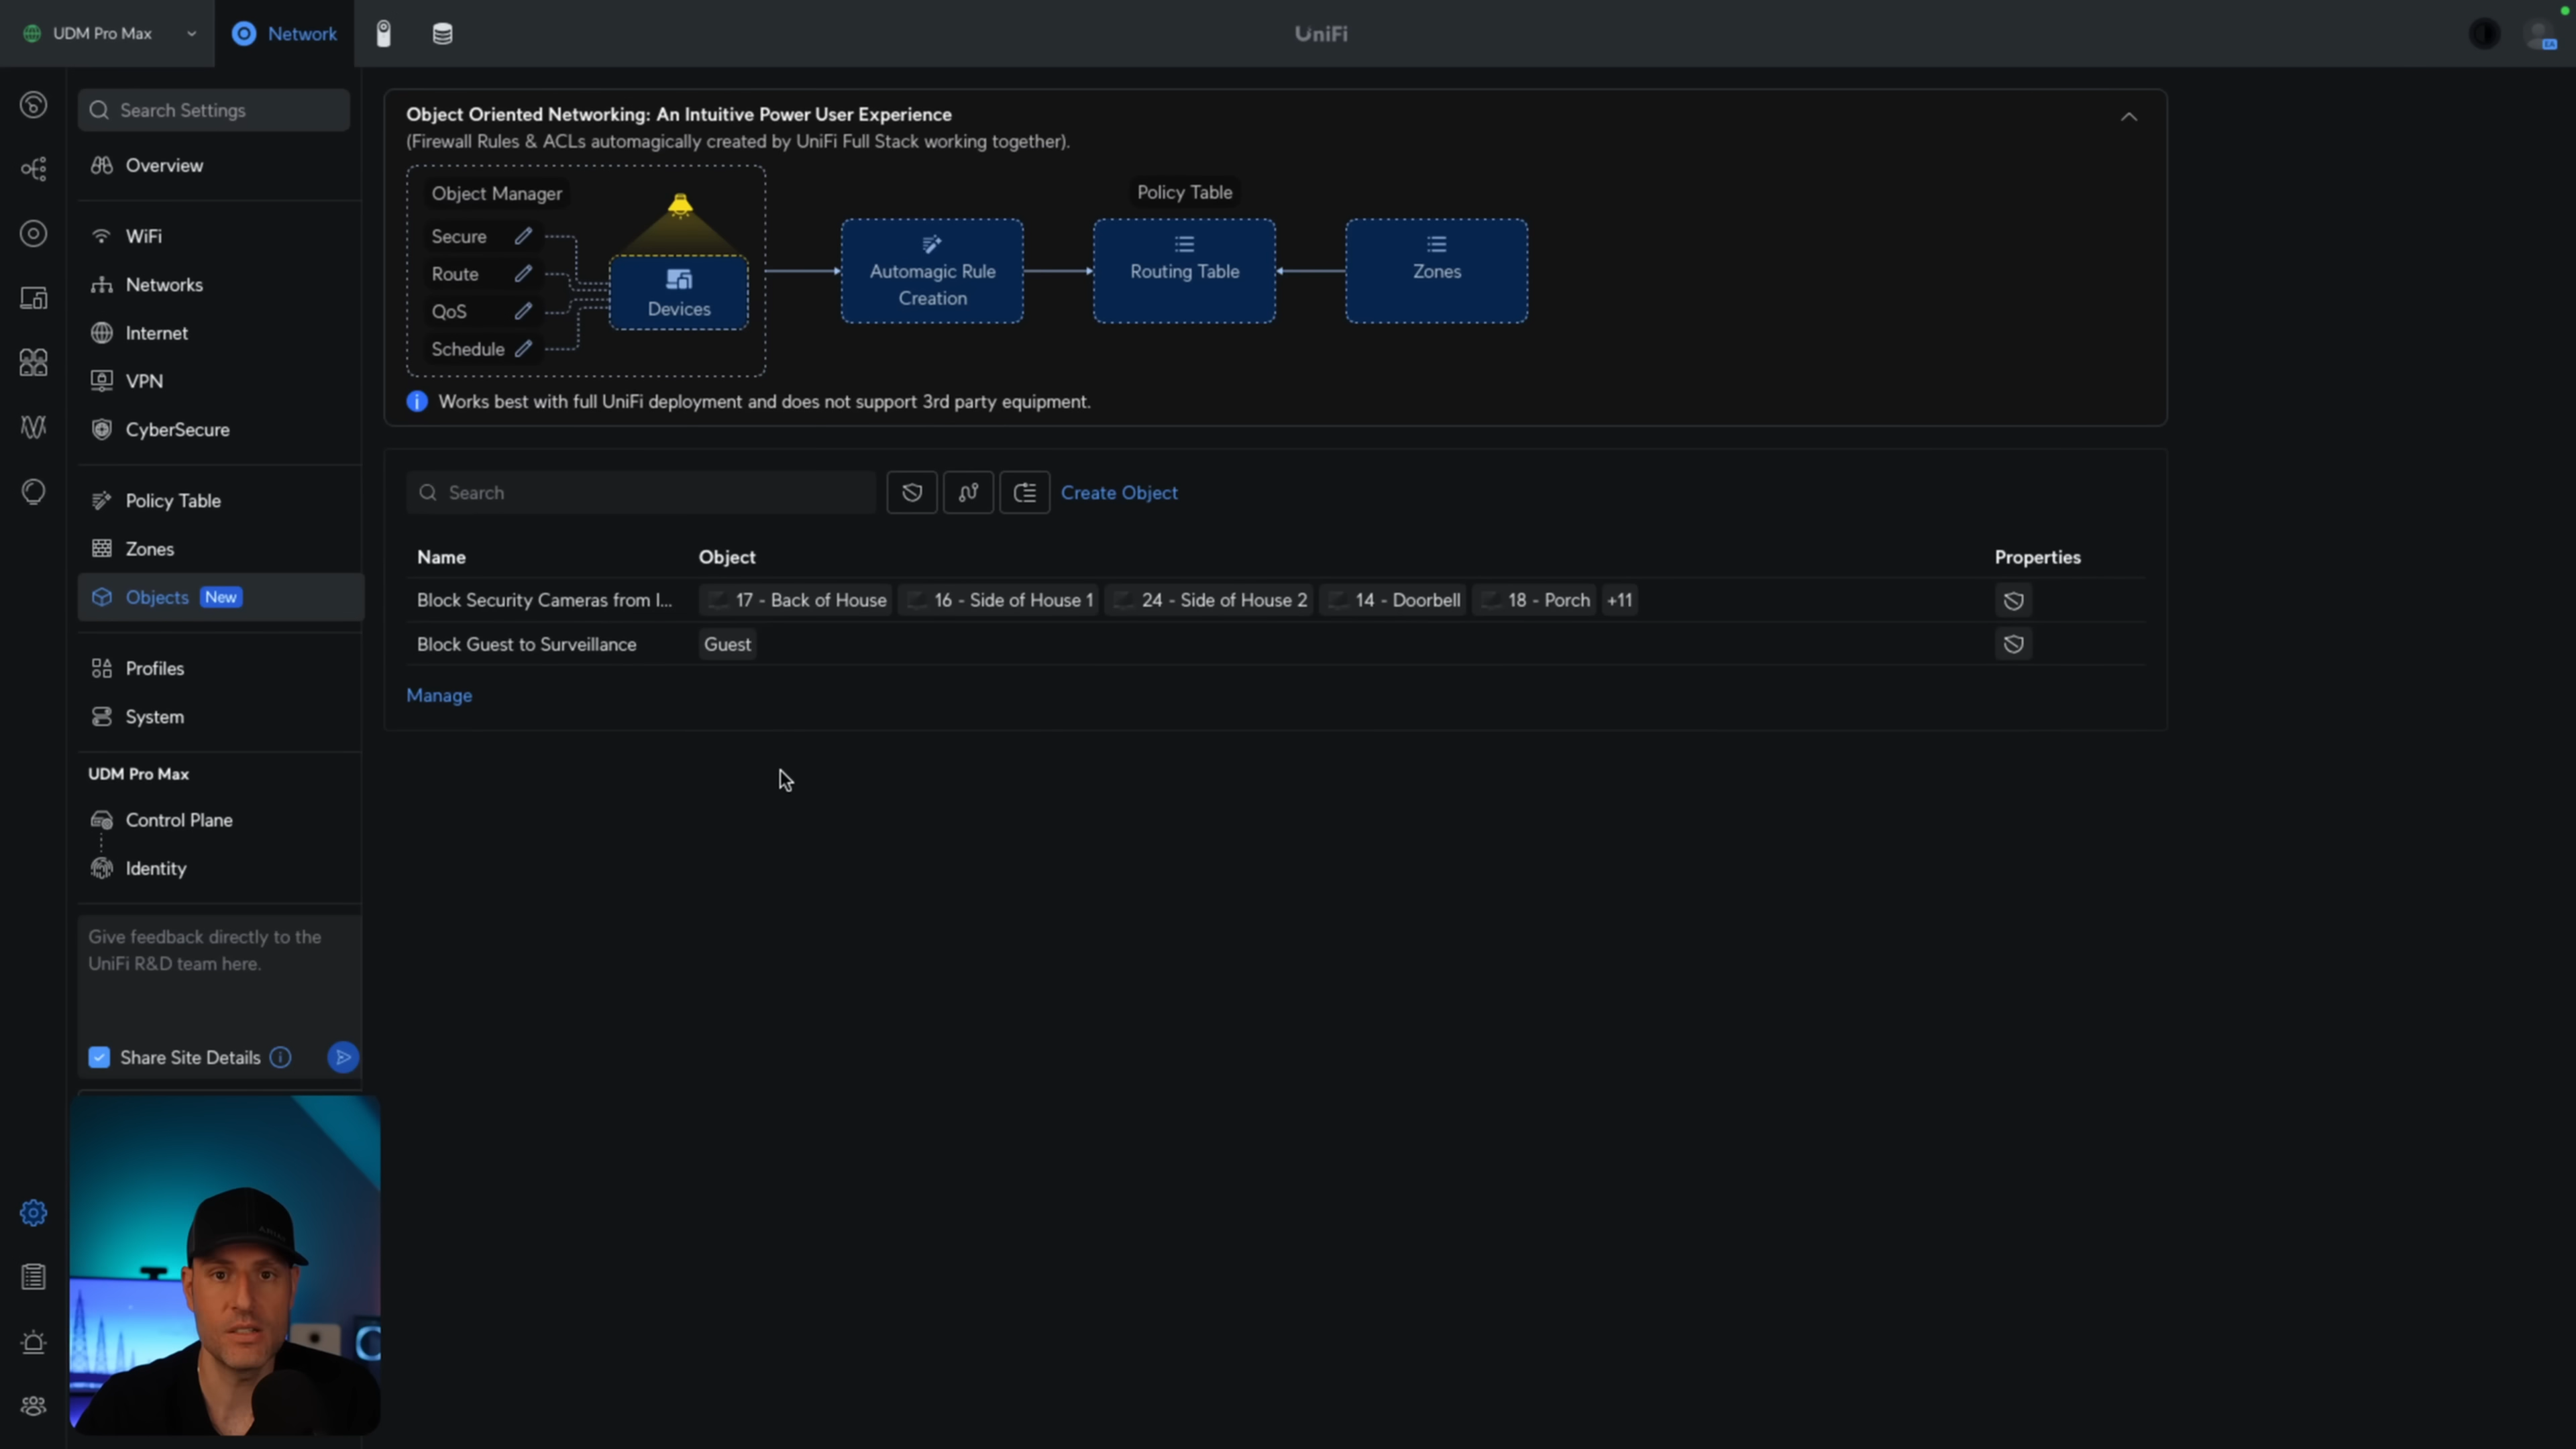 UDM Pro Max
Network
UniFi
EA
Search Settings
Overview
WiFi
Networks
Internet
VPN
CyberSecure
Policy Table
Zones
Objects New
Profiles
System
UDM Pro Max
Control Plane
Identity
Give feedback directly to the
UniFi R&D team here.
Share Site Details
Object Oriented Networking: An Intuitive Power User Experience
(Firewall Rules & ACLs automagically created by UniFi Full Stack working together).
Object Manager
Secure
Route
QoS
Schedule
Devices
Automagic Rule
Creation
Policy Table
Routing Table
Zones
Works best with full UniFi deployment and does not support 3rd party equipment.
Search
Create Object
Name Object Properties
Block Security Cameras from I... 17 - Back of House 16 - Side of House 1 24 - Side of House 2 14 - Doorbell 18 - Porch +11
Block Guest to Surveillance Guest
Manage